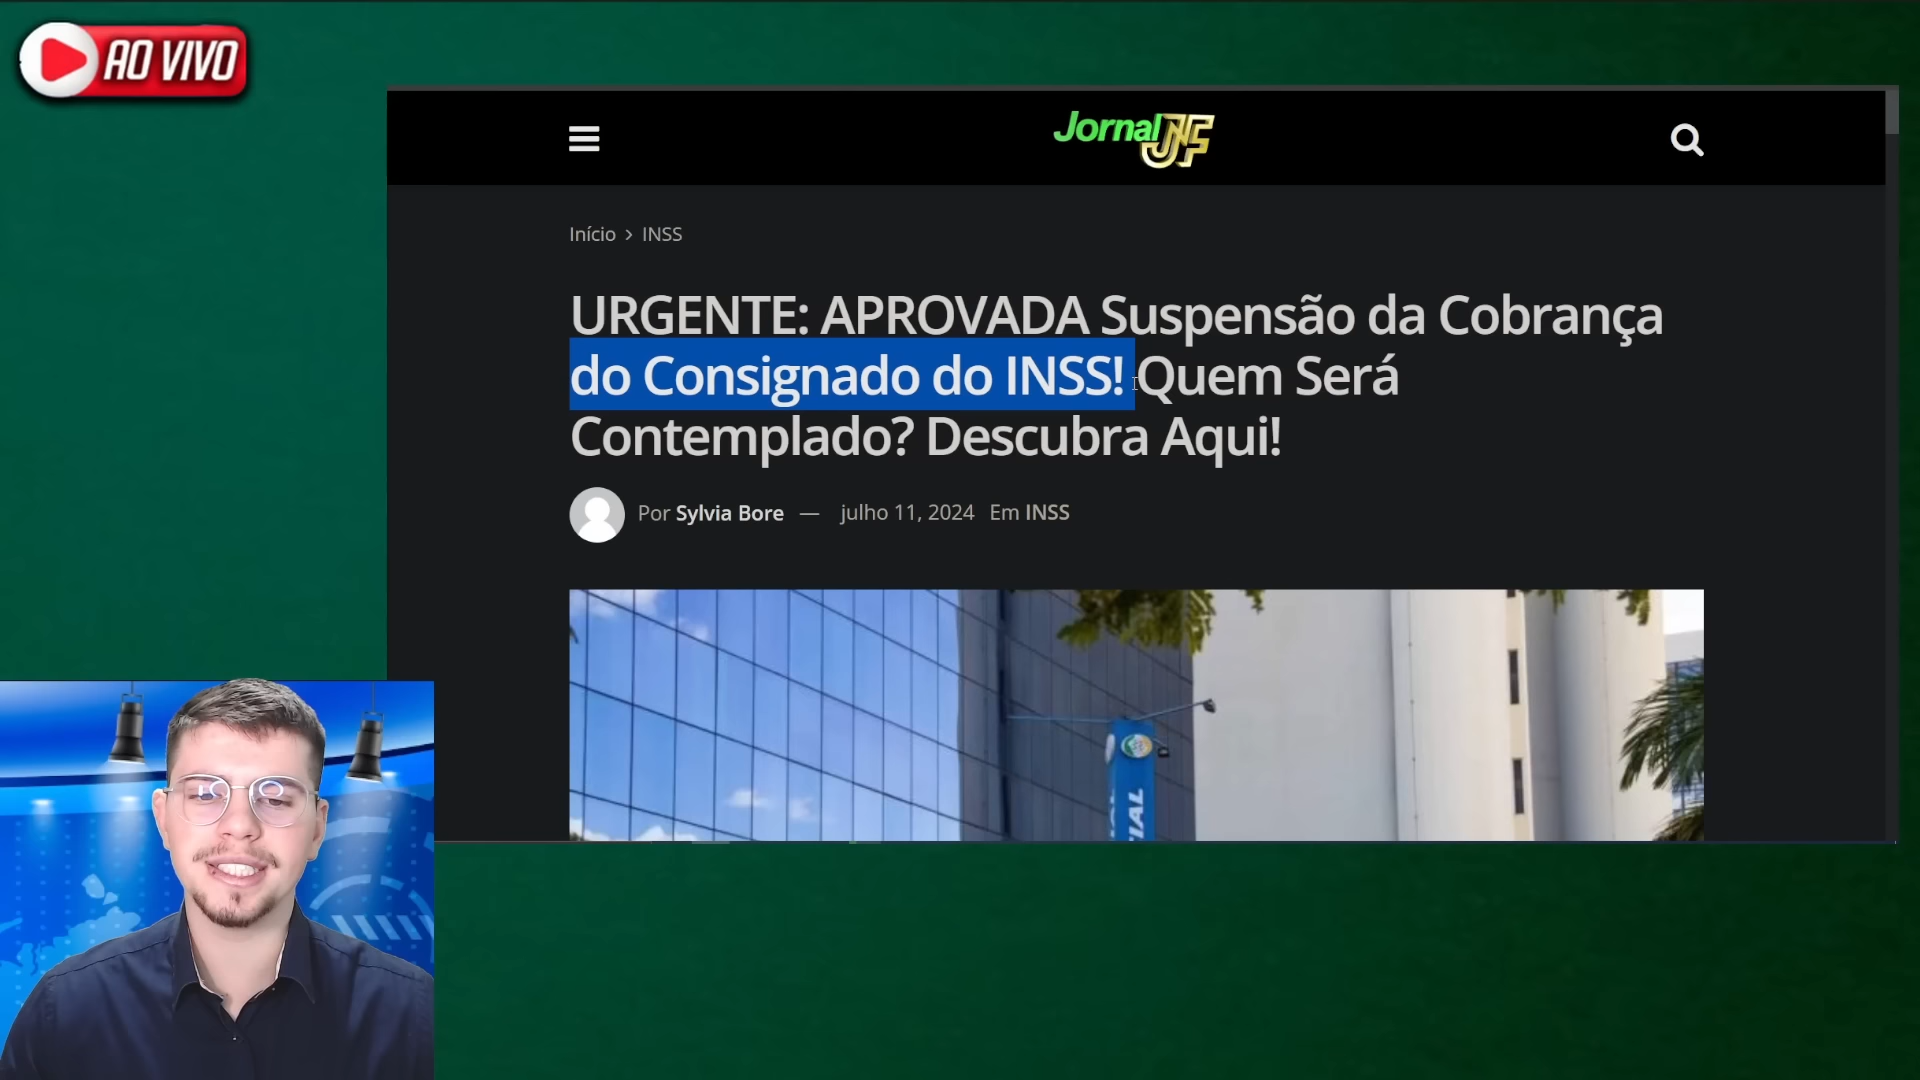 AO VIVO
Jornal JF
Início > INSS
URGENTE: APROVADA Suspensão da Cobrança
do Consignado do INSS! Quem Será
Contemplado? Descubra Aqui!
Por Sylvia Bore — julho 11, 2024 Em INSS